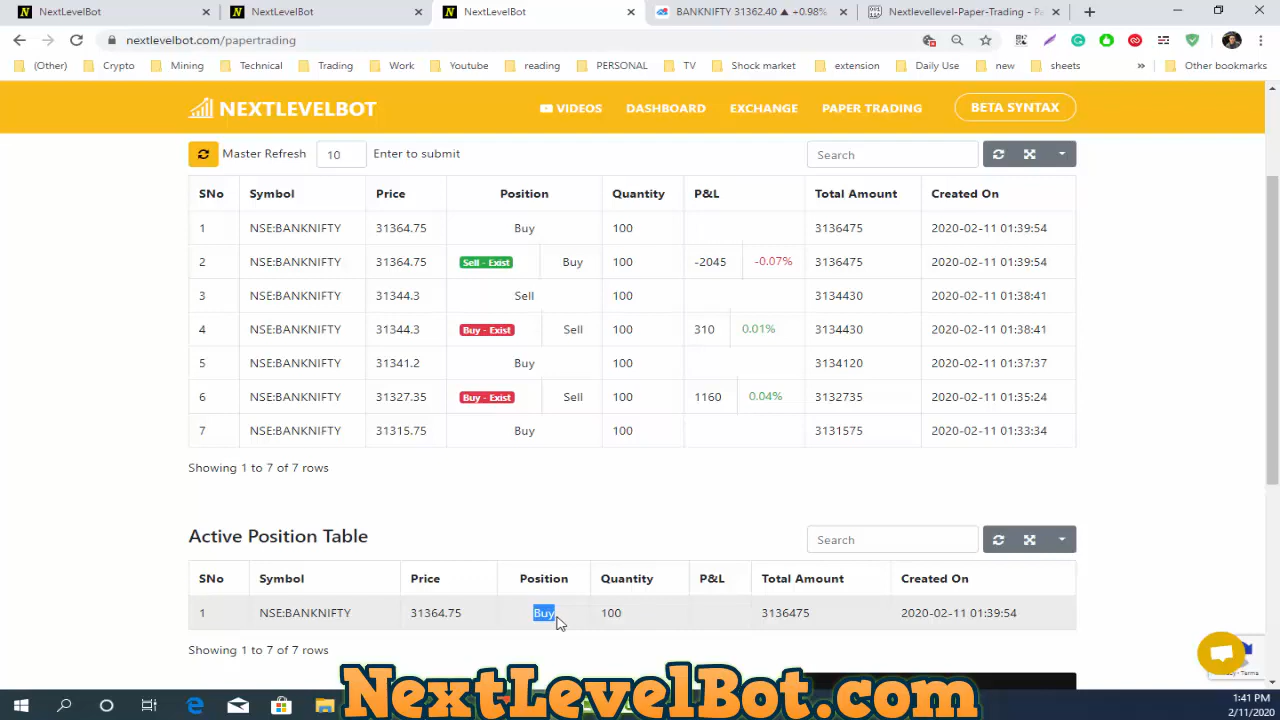 NextLevelBot × NextLevelBot × NextLevelBot × BANKNIFTY 31362.40 ▲ +0.98% × Nextlevellevel-Paper-Trading - × +
nextlevelbot.com/papertrading
(Other) Crypto Mining Technical Trading Work Youtube reading PERSONAL TV Shock market extension Daily Use new sheets » Other bookmarks
NEXTLEVELBOT VIDEOS DASHBOARD EXCHANGE PAPER TRADING BETA SYNTAX
Master Refresh 10 Enter to submit Search
SNo Symbol Price Position Quantity P&L Total Amount Created On
1 NSE:BANKNIFTY 31364.75 Buy 100 3136475 2020-02-11 01:39:54
2 NSE:BANKNIFTY 31364.75 Sell - Exist Buy 100 -2045 -0.07% 3136475 2020-02-11 01:39:54
3 NSE:BANKNIFTY 31344.3 Sell 100 3134430 2020-02-11 01:38:41
4 NSE:BANKNIFTY 31344.3 Buy - Exist Sell 100 310 0.01% 3134430 2020-02-11 01:38:41
5 NSE:BANKNIFTY 31341.2 Buy 100 3134120 2020-02-11 01:37:37
6 NSE:BANKNIFTY 31327.35 Buy - Exist Sell 100 1160 0.04% 3132735 2020-02-11 01:35:24
7 NSE:BANKNIFTY 31315.75 Buy 100 3131575 2020-02-11 01:33:34
Showing 1 to 7 of 7 rows
Active Position Table Search
SNo Symbol Price Position Quantity P&L Total Amount Created On
1 NSE:BANKNIFTY 31364.75 Buy 100 3136475 2020-02-11 01:39:54
Showing 1 to 7 of 7 rows
- Terms
NextLevelBot.com
1:41 PM
2/11/2020